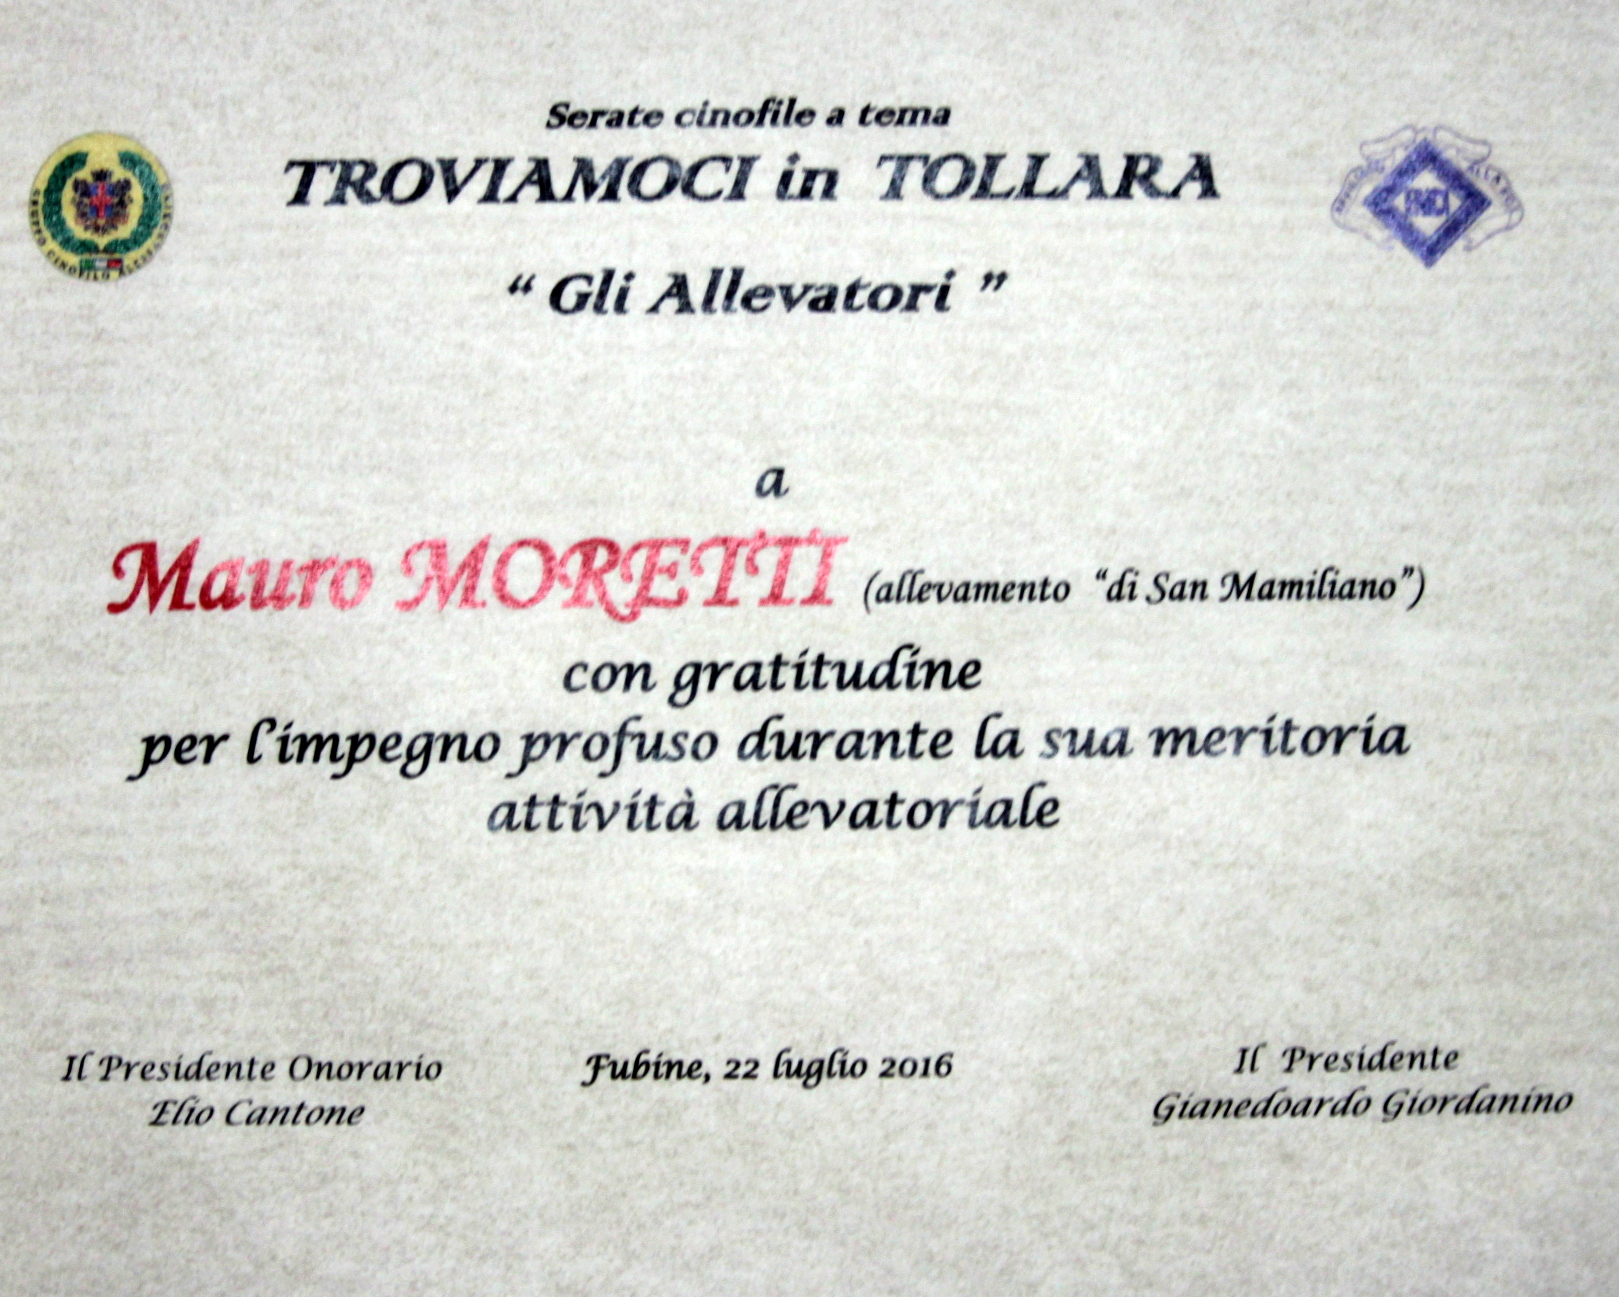 Serate cinofile a tema
TROVIAMOCI in TOLLARA
“ Gli Allevatori ”
GRUPPO CINOFILO
a
Mauro MORETTI (allevamento “di San Mamiliano”)
con gratitudine
per l'impegno profuso durante la sua meritoria
attività allevatoriale
Il Presidente Onorario
Elio Cantone
Fubine, 22 luglio 2016
Il Presidente
Gianedoardo Giordanino